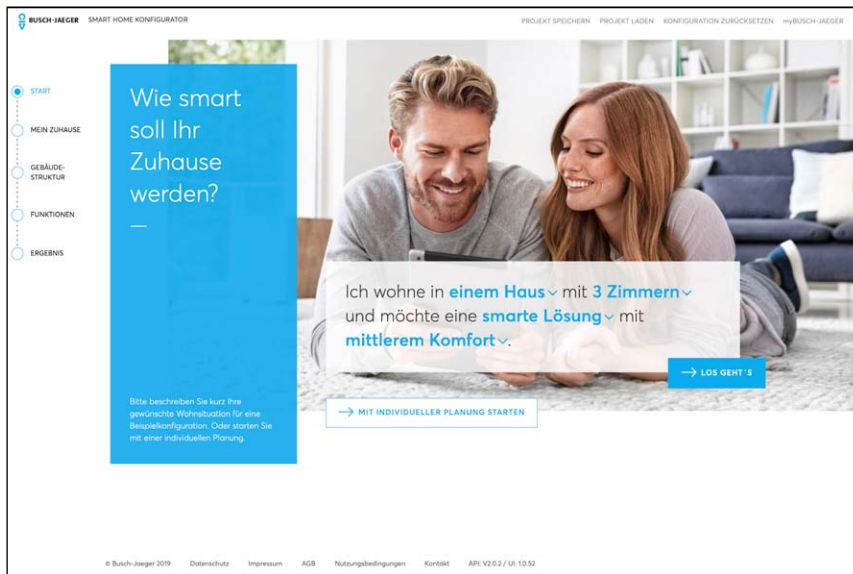 BUSCH-JAEGER SMART HOME KONFIGURATOR
PROJEKT SPEICHERN PROJEKT LADEN KONFIGURATION ZURÜCKSETZEN myBUSCH-JAEGER
START
MEIN ZUHAUSE
GEBÄUDE-
STRUKTUR
FUNKTIONEN
ERGEBNIS
Wie smart
soll Ihr
Zuhause
werden?
Bitte beschreiben Sie kurz Ihre
gewünschte Wohnsituation für eine
Beispielkonfiguration. Oder starten Sie
mit einer individuellen Planung.
Ich wohne in einem Haus mit 3 Zimmern
und möchte eine smarte Lösung mit
mittlerem Komfort.
LOS GEHT´S
MIT INDIVIDUELLER PLANUNG STARTEN
© Busch-Jaeger 2019 Datenschutz Impressum AGB Nutzungsbedingungen Kontakt API: V2.0.2 / UI: 1.0.52